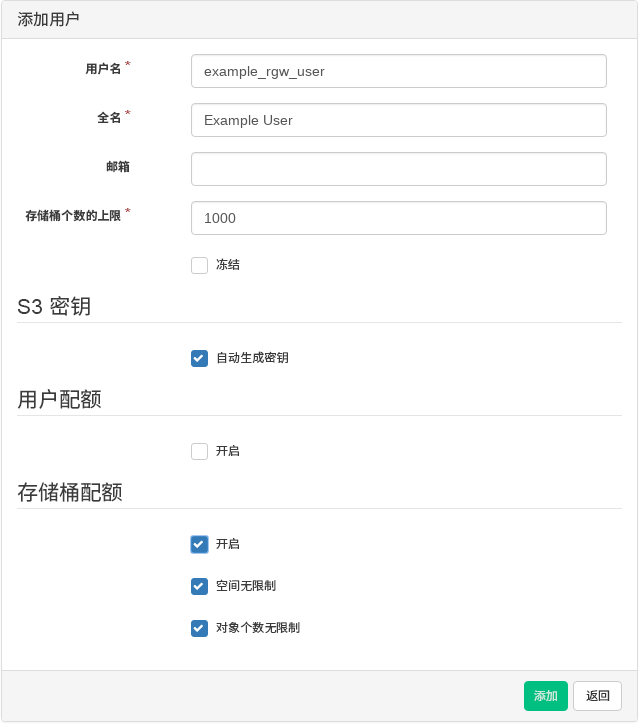 添加用户
用户名 *
example_rgw_user
全名 *
Example User
邮箱
存储桶个数的上限 *
1000
冻结
S3 密钥
自动生成密钥
用户配额
开启
存储桶配额
开启
空间无限制
对象个数无限制
添加 返回